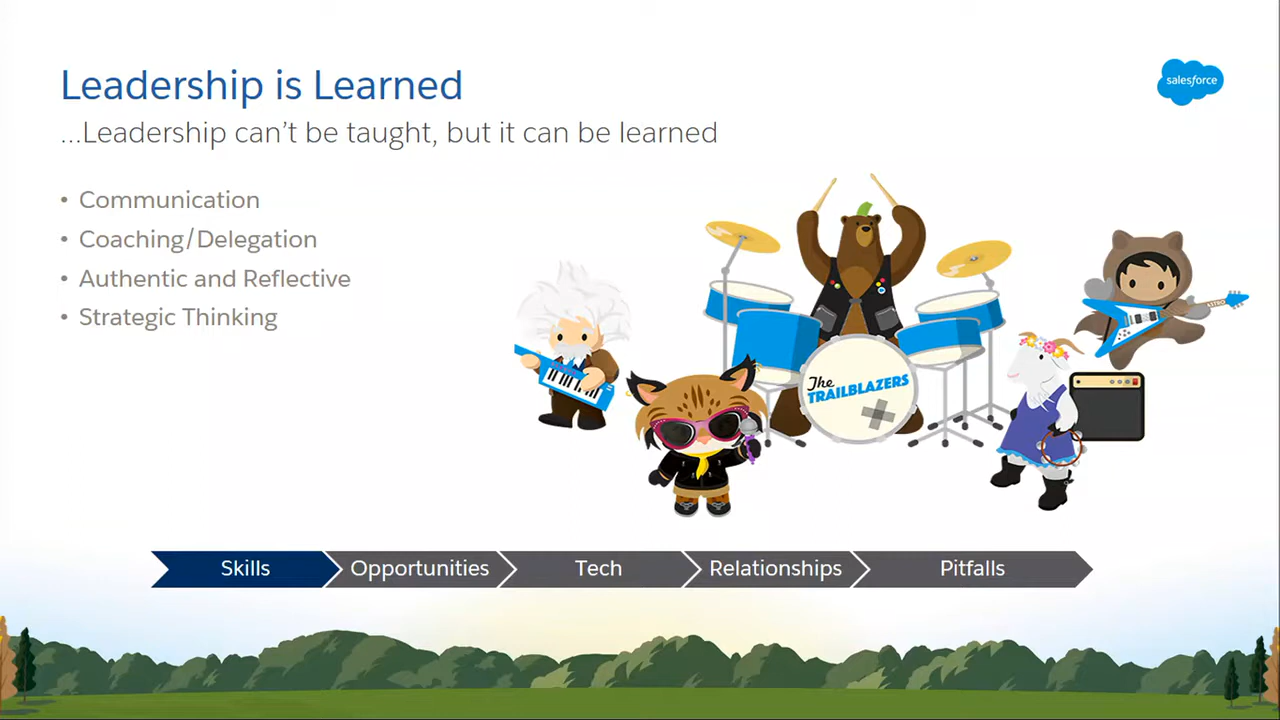 Leadership is Learned
salesforce
...Leadership can't be taught, but it can be learned
• Communication
• Coaching/Delegation
• Authentic and Reflective
• Strategic Thinking
ASTRO
The
TRAILBLAZERS
Skills
Opportunities
Tech
Relationships
Pitfalls